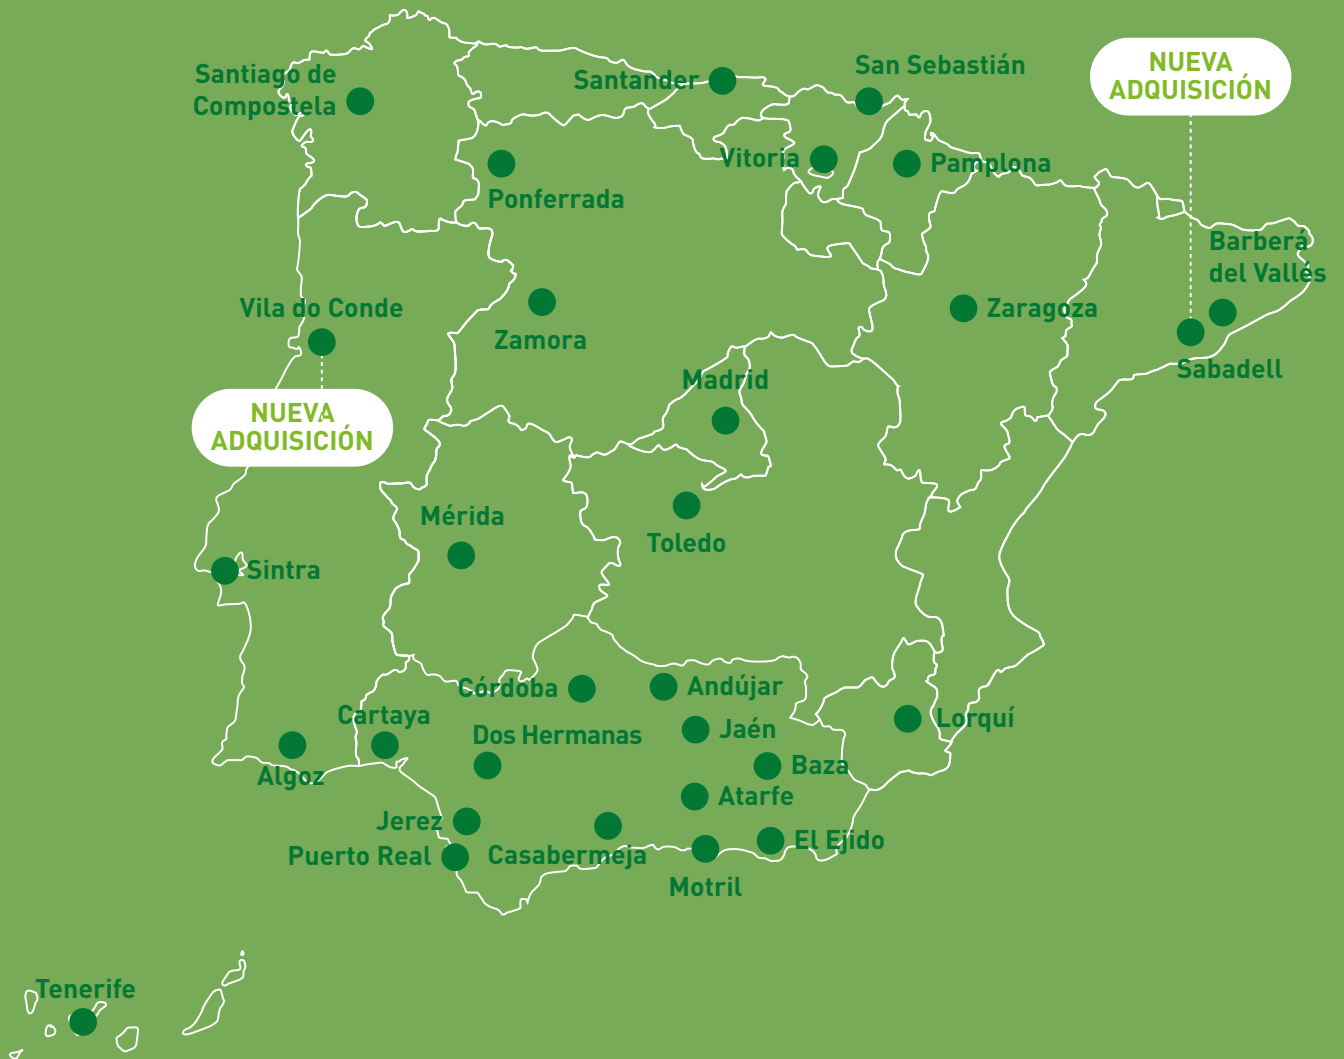 Santiago de
Compostela
Santander
San Sebastián
NUEVA
ADQUISICIÓN
Vitoria
Pamplona
Ponferrada
Barberá
del Vallés
Vila do Conde
Zamora
Zaragoza
Sabadell
Madrid
NUEVA
ADQUISICIÓN
Mérida
Toledo
Sintra
Córdoba
Andújar
Cartaya
Dos Hermanas
Jaén
Lorquí
Algoz
Baza
Atarfe
Jerez
Puerto Real
Casabermeja
El Ejido
Motril
Tenerife